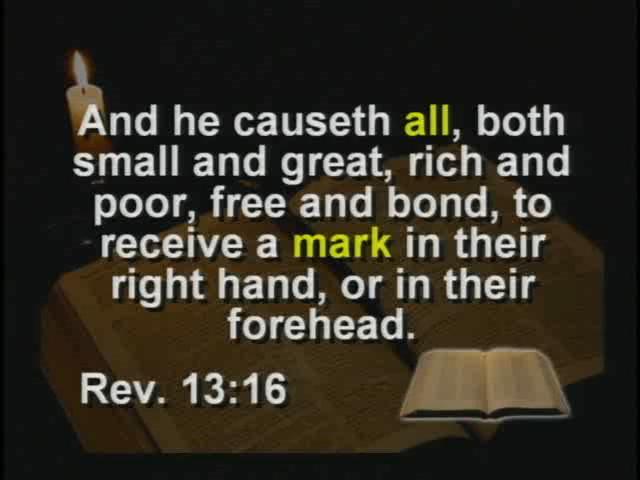 And he causeth all, both
small and great, rich and
poor, free and bond, to
receive a mark in their
right hand, or in their
forehead.
Rev. 13:16